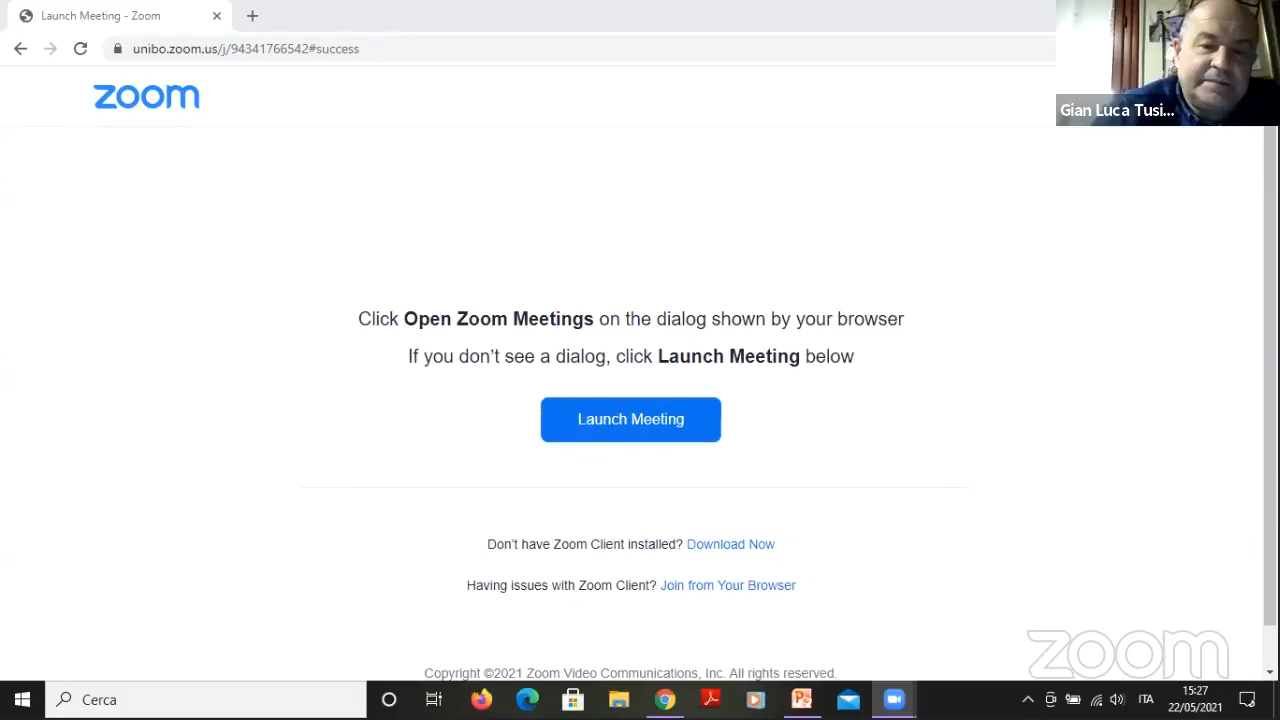 Launch Meeting - Zoom
unibo.zoom.us/j/94341766542#success
zoom
Gian Luca Tusi...
Click Open Zoom Meetings on the dialog shown by your browser
If you don’t see a dialog, click Launch Meeting below
Launch Meeting
Don’t have Zoom Client installed? Download Now
Having issues with Zoom Client? Join from Your Browser
zoom
Copyright ©2021 Zoom Video Communications, Inc. All rights reserved.
Cerca
ITA
15:27
22/05/2021